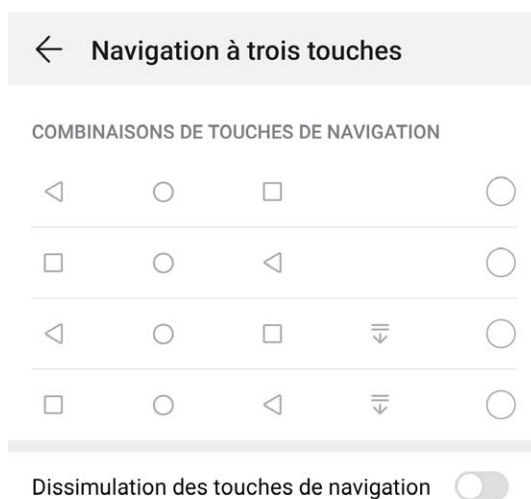 Navigation à trois touches
COMBINAISONS DE TOUCHES DE NAVIGATION
Dissimulation des touches de navigation